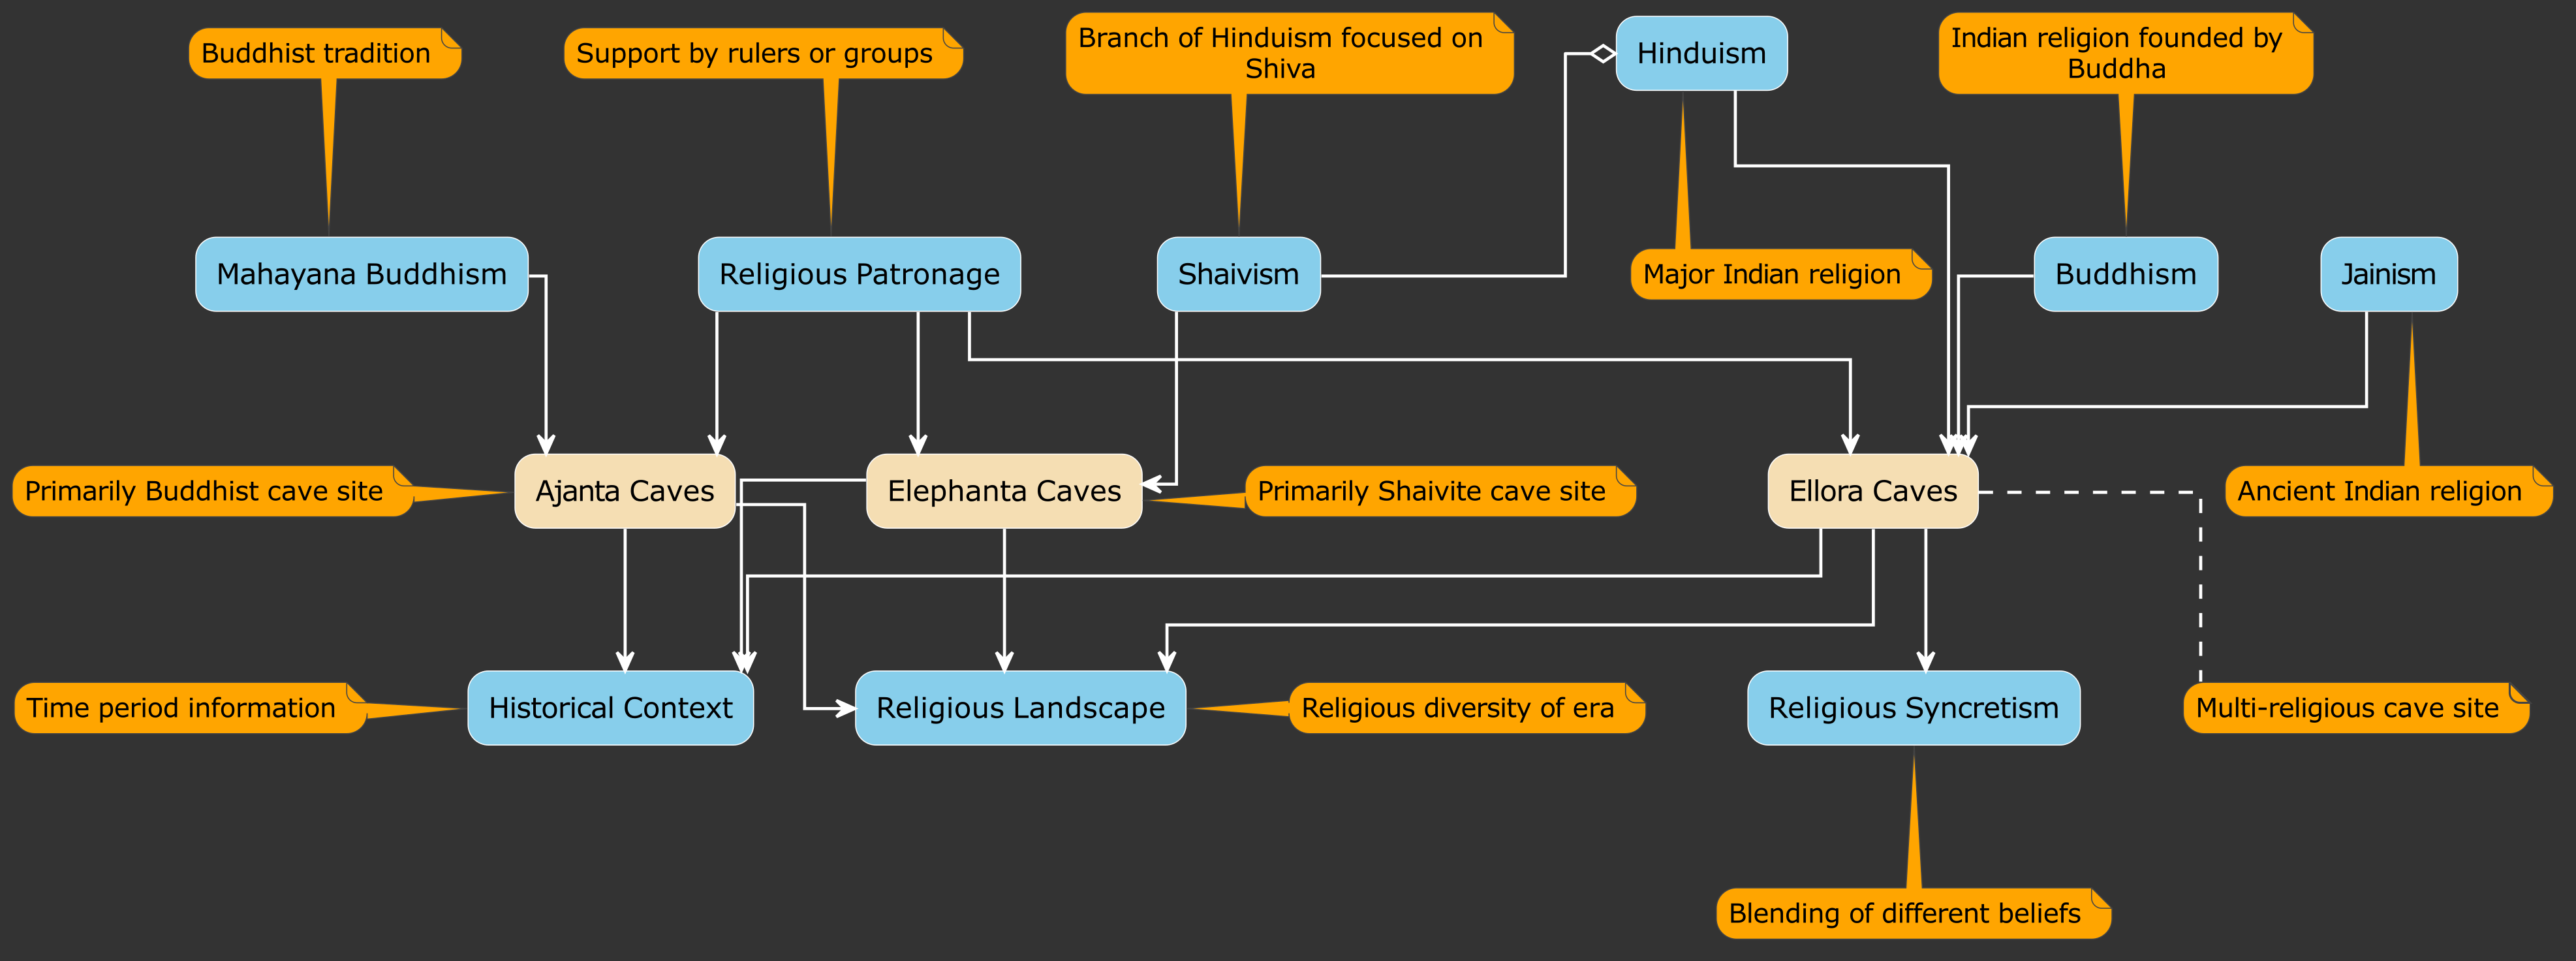 Buddhist tradition
Support by rulers or groups
Branch of Hinduism focused on
Shiva
Hinduism
Indian religion founded by
Buddha
Mahayana Buddhism
Religious Patronage
Shaivism
Major Indian religion
Buddhism
Jainism
Primarily Buddhist cave site
Ajanta Caves
Elephanta Caves
Primarily Shaivite cave site
Ellora Caves
Ancient Indian religion
Time period information
Historical Context
Religious Landscape
Religious diversity of era
Religious Syncretism
Multi-religious cave site
Blending of different beliefs